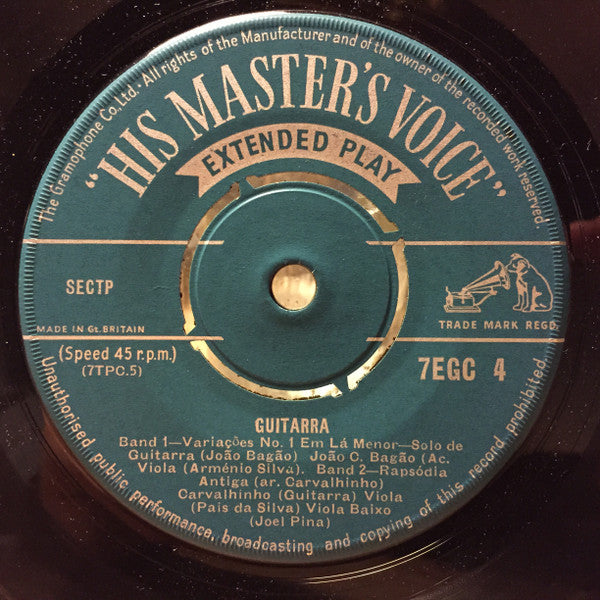 The Gramophone Co. Ltd. All rights of the Manufacturer and of the owner of the recorded work reserved.
"HIS MASTER'S VOICE"
EXTENDED PLAY
SECTP
MADE IN Gt. BRITAIN
TRADE MARK REGD.
(Speed 45 r.p.m.)
(7TPC.5)
7EGC 4
GUITARRA
Band 1—Variações No. 1 Em Lá Menor—Solo de
Guitarra (João Bagão) João C. Bagão (Ac.
Viola (Arménio Silva). Band 2—Rapsódia
Antiga (ar. Carvalhinho)
Carvalhinho (Guitarra) Viola
(Pais da Silva) Viola Baixo
(Joel Pina)
Unauthorised public performance, broadcasting and copying of this record prohibited.